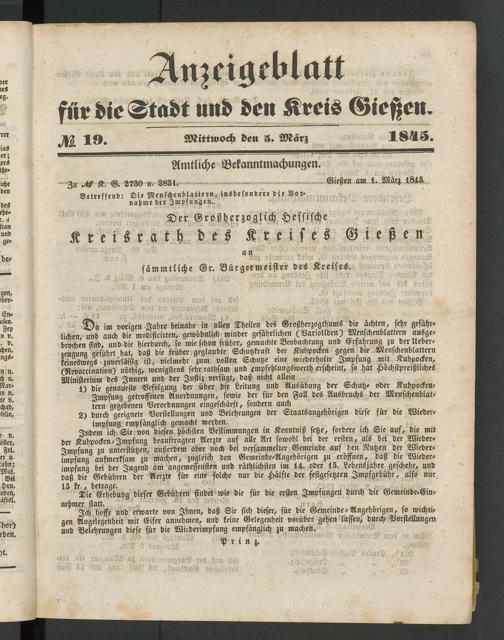 Anzeigeblatt
für die Stadt und den Kreis Gießen.
№ 19. Mittwoch den 5. März 1845.
Amtliche Bekanntmachungen.
Zu № K. G. 2730 u. 2831. Gießen am 1. März 1845
Betreffend: Die Menschenblattern, insbesondere die Vor-
nahme der Impfungen.
Der Großherzoglich Hessische
Kreisrath des Kreises Gießen
an
sämmtliche Gr. Bürgermeister des Kreises.
Da im vorigen Jahre beinahe in allen Theilen des Großherzogthums die ächten, sehr gefähr-
lichen, und auch die modificirten, gewöhnlich minder gefährlichen (Varioliden) Menschenblattern ausge-
brochen sind, und die hierdurch, so wie schon früher, gemachte Beobachtung und Erfahrung zu der Ueber-
zeugung geführt hat, daß die früher geglaubte Schutzkraft der Kuhpocken gegen die Menschenblattern
keineswegs zuverlässig ist, vielmehr zum vollen Schutze eine wiederholte Impfung mit Kuhpocken,
(Revaccination) nöthig, wenigstens sehr rathsam und empfehlungswerth erscheint, so hat Höchstpreisliches
Ministerium des Innern und der Justiz verfügt, daß nicht allein
1) die genaueste Befolgung der über die Leitung und Ausübung der Schutz- oder Kuhpocken-
Impfung getroffenen Anordnungen, sowie der für den Fall des Ausbruchs der Menschenblat-
tern gegebenen Verordnungen eingeschärft, sondern auch
2) durch geeignete Vorstellungen und Belehrungen der Staatsangehörigen diese für die Wieder-
impfung empfänglich gemacht werden.
Indem ich Sie von diesen höchsten Bestimmungen in Kenntniß setze, fordere ich Sie auf, die mit
der Kuhpocken-Impfung beauftragten Aerzte auf alle Art sowohl bei der ersten, als bei der Wieder-
Impfung zu unterstützen, außerdem aber noch bei versammelter Gemeinde auf den Nutzen der Wieder-
impfung aufmerksam zu machen, dabei auch den Gemeinde-Angehörigen zu eröffnen, daß die Wieder-
impfung bei der Jugend am angemessensten und räthlichsten im 14. oder 15. Lebensjahre geschehe, und
daß die Gebühren der Aerzte für eine solche nur die Hälfte der festgesetzten Impfgebühr, also nur
15 kr., betrage.
Die Erhebung dieser Gebühren findet wie die für die ersten Impfungen durch die Gemeinde-Ein-
nehmer statt.
Ich hoffe und erwarte von Ihnen, daß Sie sich dieser, für die Gemeinde-Angehörigen, so wichti-
gen Angelegenheit mit Eifer annehmen, und keine Gelegenheit vorüber gehen lassen, durch Vorstellungen
und Belehrungen diese für die Wiederimpfung empfänglich zu machen.
Prinz.